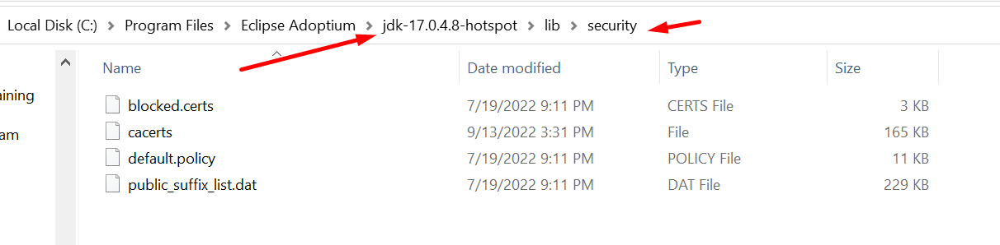 Local Disk (C:) > Program Files > Eclipse Adoptium > jdk-17.0.4.8-hotspot > lib > security
Name Date modified Type Size
blocked.certs 7/19/2022 9:11 PM CERTS File 3 KB
aining
cacerts 9/13/2022 3:31 PM File 165 KB
am
default.policy 7/19/2022 9:11 PM POLICY File 11 KB
public_suffix_list.dat 7/19/2022 9:11 PM DAT File 229 KB